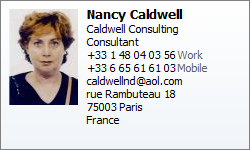 Nancy Caldwell
Caldwell Consulting
Consultant
+33 1 48 04 03 56 Work
+33 6 65 61 61 03 Mobile
caldwellnd@aol.com
rue Rambuteau 18
75003 Paris
France